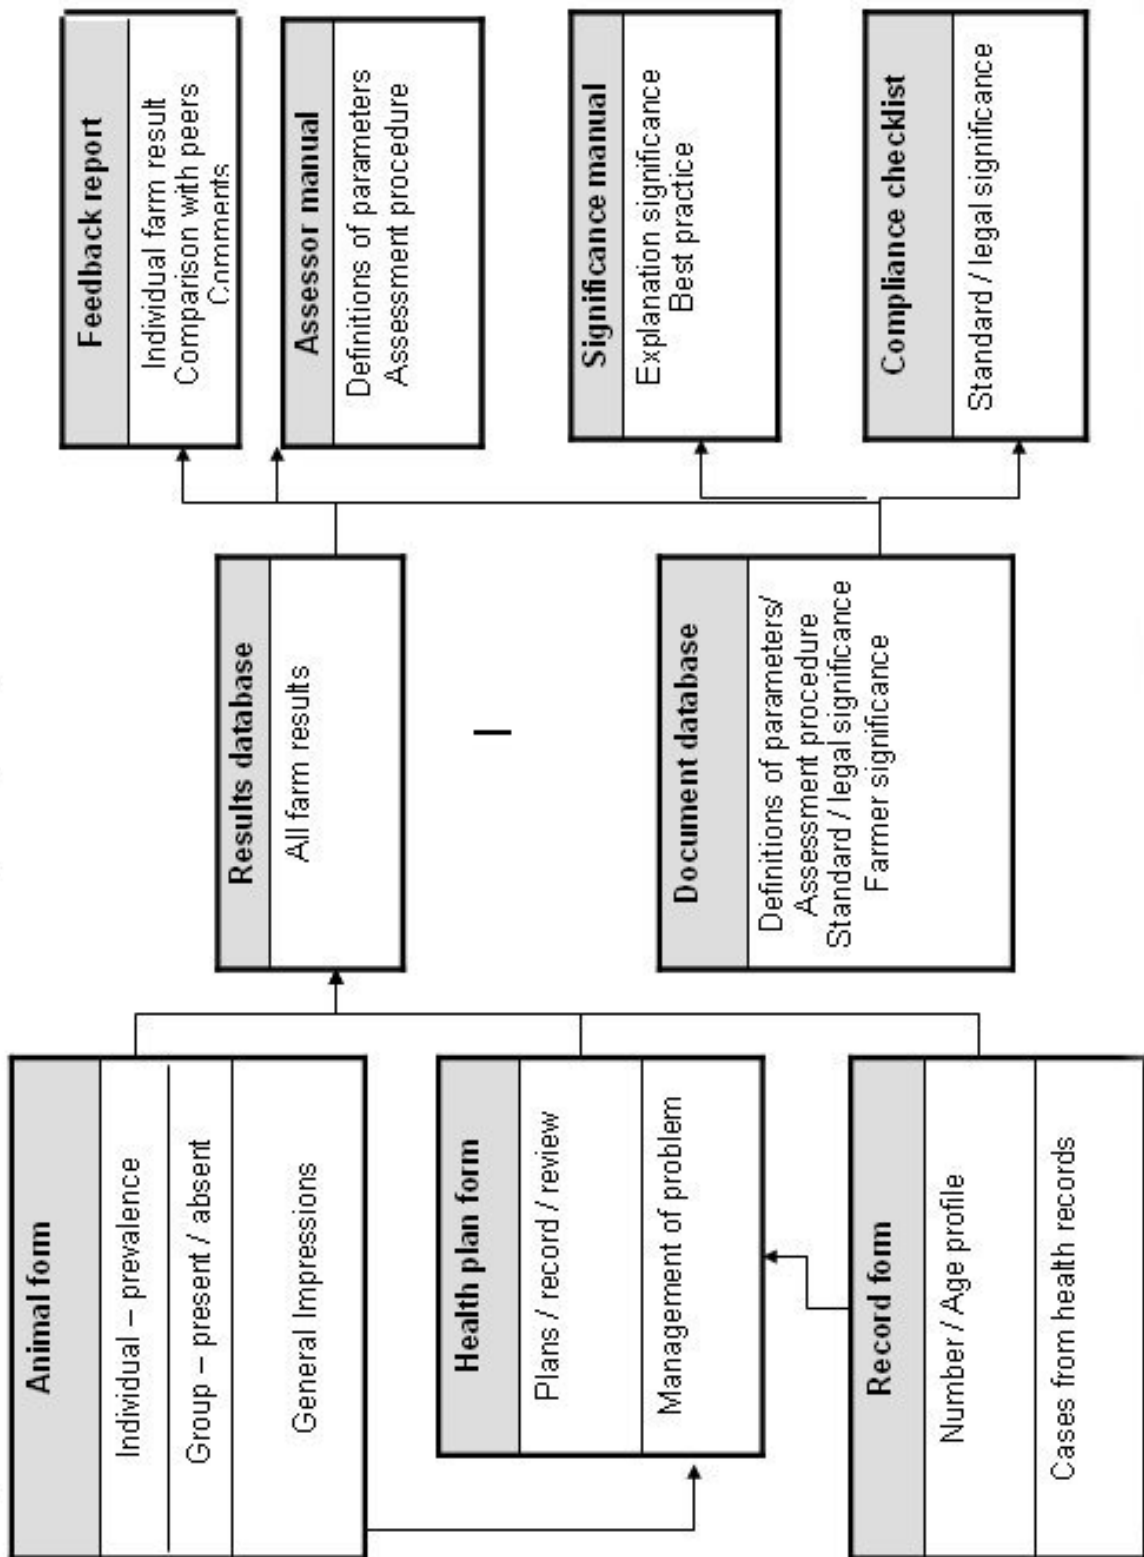 Animal form
Individual – prevalence
Group – present / absent
General Impressions
Health plan form
Plans / record / review
Management of problem
Record form
Number / Age profile
Cases from health records
Results database
All farm results
Document database
Definitions of parameters/
Assessment procedure
Standard / legal significance
Farmer significance
Feedback report
Individual farm result
Comparison with peers
Comments
Assessor manual
Definitions of parameters
Assessment procedure
Significance manual
Explanation significance
Best practice
Compliance checklist
Standard / legal significance